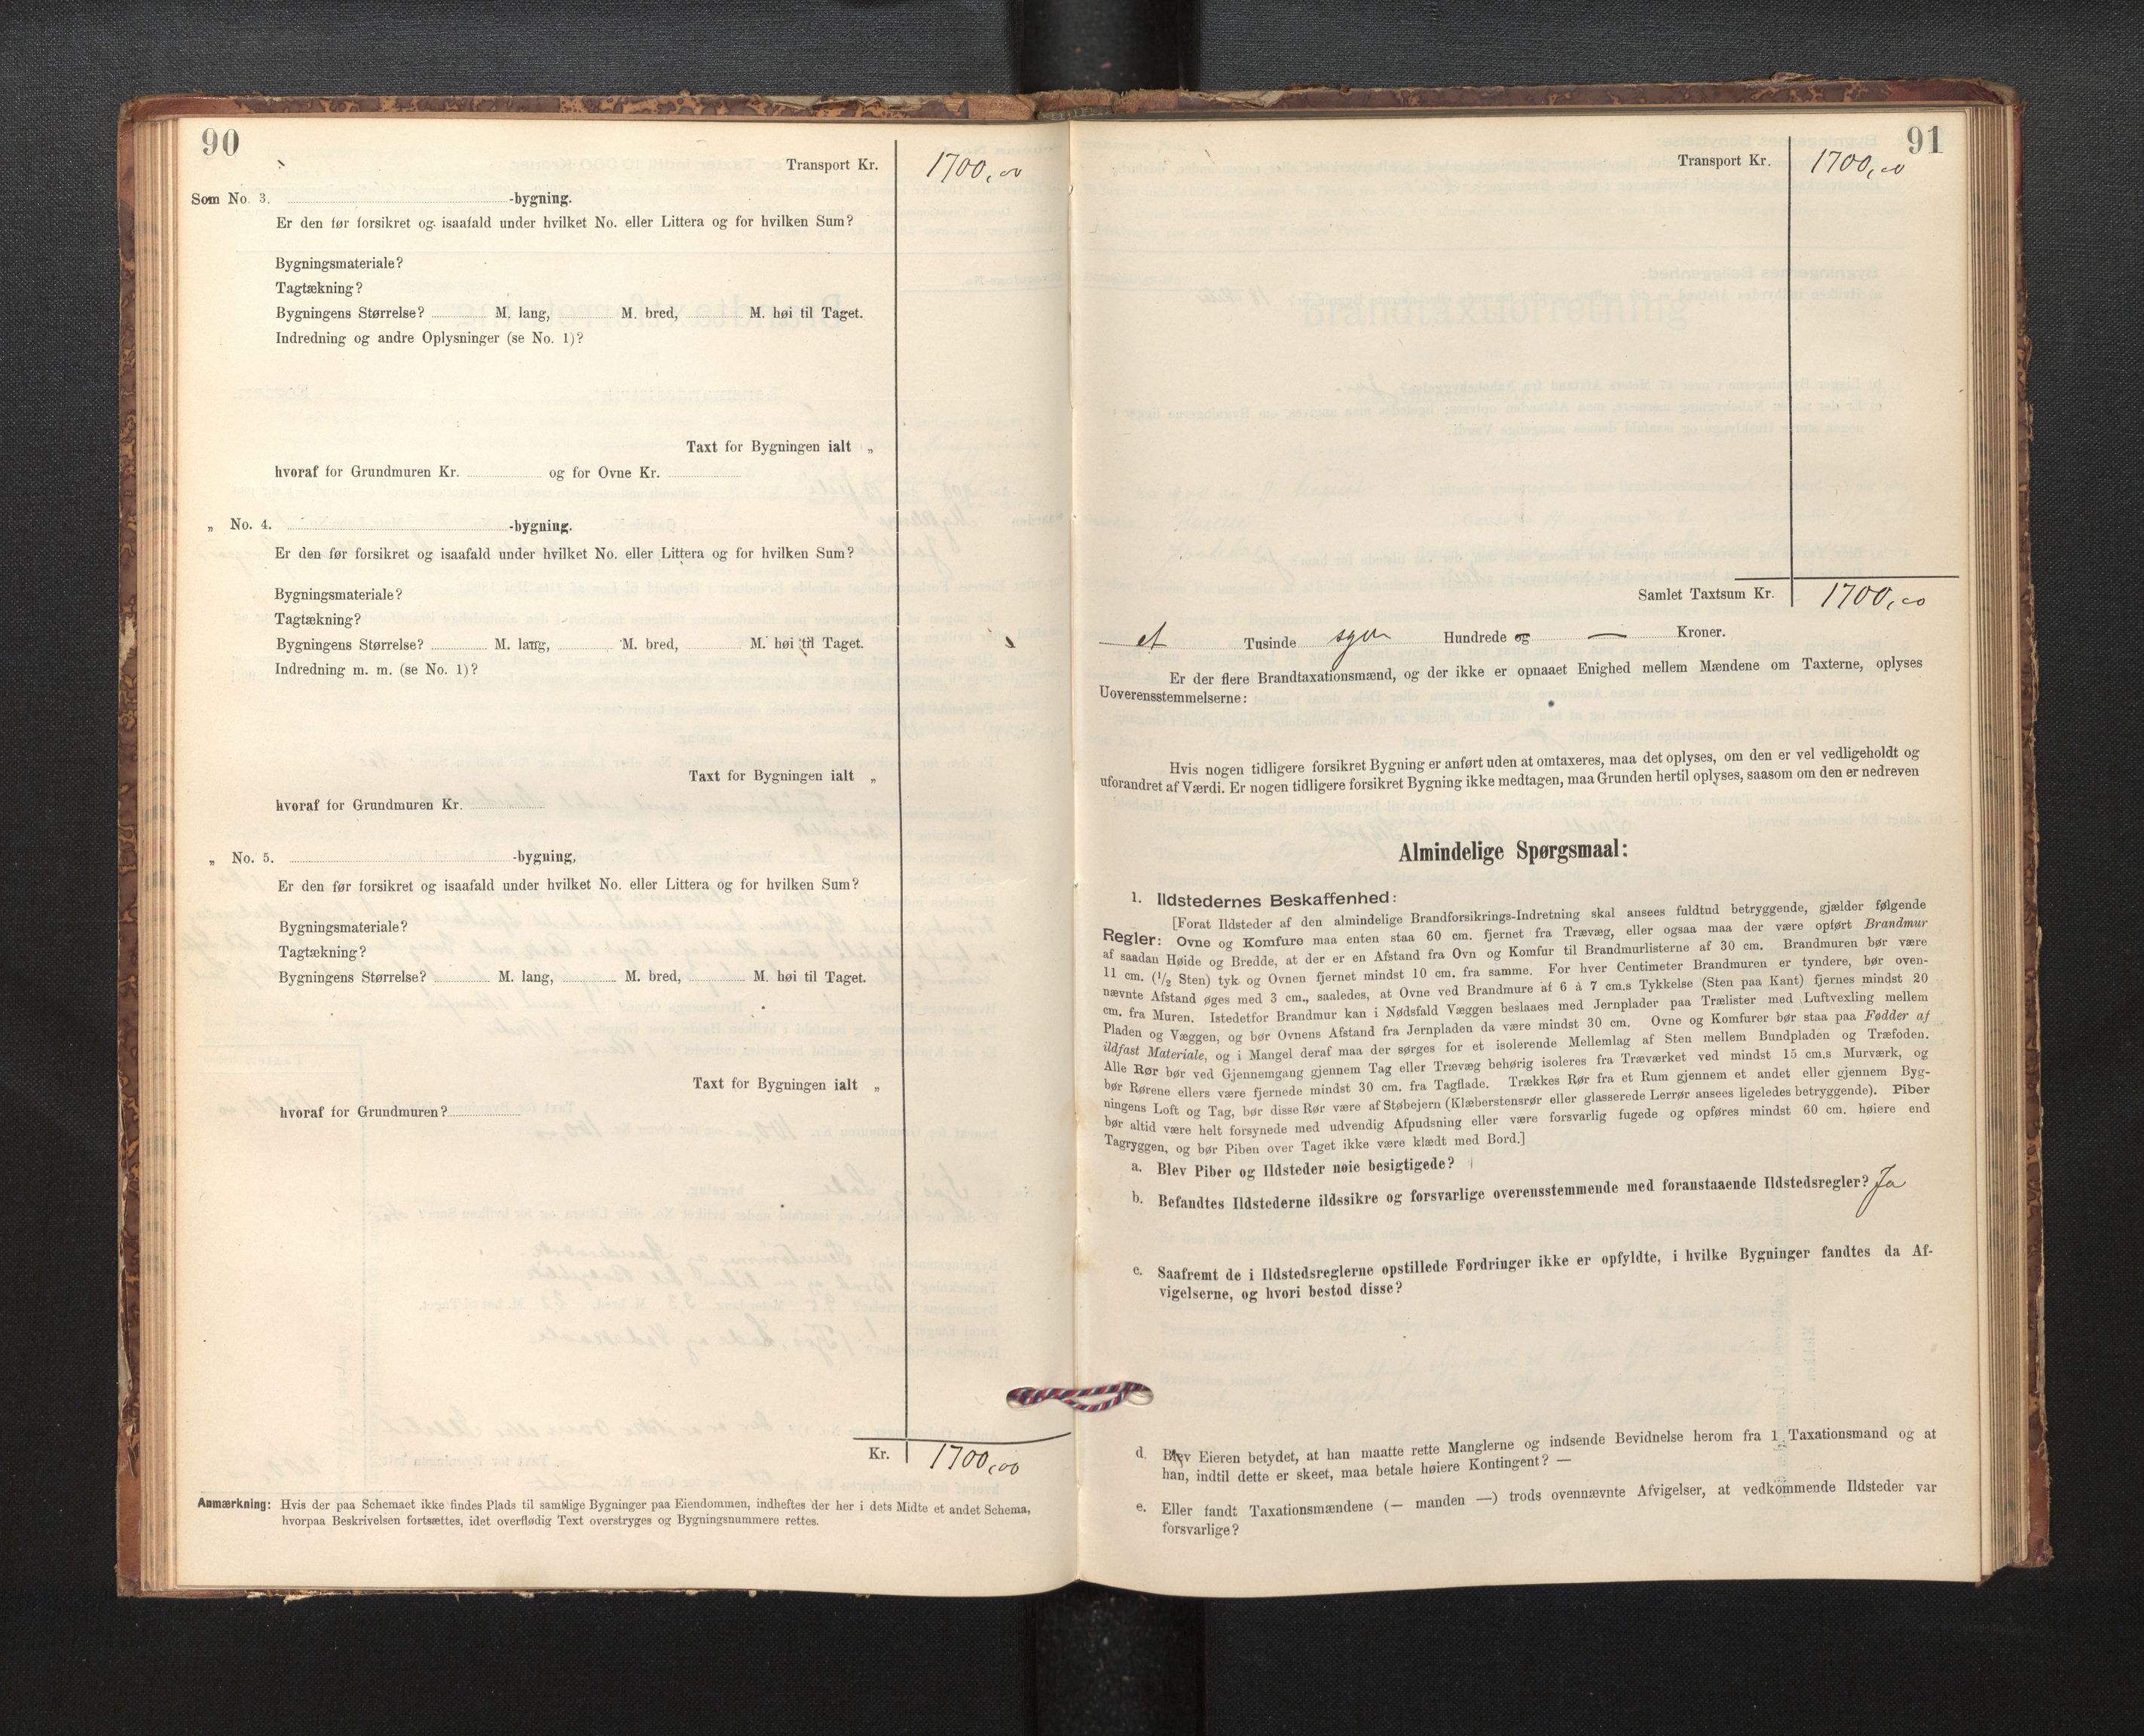 90
Transport Kr. 1700,00
Som No. 3. -bygning.
Er den før forsikret og isaafald under hvilket No. eller Littera og for hvilken Sum?
Bygningsmateriale?
Tagtækning?
Bygningens Størrelse? M. lang, M. bred, M. høi til Taget.
Indredning og andre Oplysninger (se No. 1)?
Taxt for Bygningen ialt „
hvoraf for Grundmuren Kr. og for Ovne Kr.
„ No. 4. -bygning.
Er den før forsikret og isaafald under hvilket No. eller Littera og for hvilken Sum?
Bygningsmateriale?
Tagtækning?
Bygningens Størrelse? M. lang, M. bred, M. høi til Taget.
Indredning m. m. (se No. 1)?
Taxt for Bygningen ialt „
hvoraf for Grundmuren Kr.
„ No. 5. -bygning,
Er den før forsikret og isaafald under hvilket No. eller Littera og for hvilken Sum?
Bygningsmateriale?
Tagtækning?
Bygningens Størrelse? M. lang, M. bred, M. høi til Taget.
Taxt for Bygningen ialt „
hvoraf for Grundmuren?
Kr. 1700,00
Anmærkning: Hvis der paa Schemaet ikke findes Plads til samtlige Bygninger paa Eiendommen, indheftes der her i dets Midte et andet Schema,
hvorpaa Beskrivelsen fortsættes, idet overflødig Text overstryges og Bygningsnummere rettes.
91
Transport Kr. 1700,00
Samlet Taxtsum Kr. 1700,00
et Tusinde syv Hundrede og — Kroner.
Er der flere Brandtaxationsmænd, og der ikke er opnaaet Enighed mellem Mændene om Taxterne, oplyses
Uoverensstemmelserne:
Hvis nogen tidligere forsikret Bygning er anført uden at omtaxeres, maa det oplyses, om den er vel vedligeholdt og
uforandret af Værdi. Er nogen tidligere forsikret Bygning ikke medtagen, maa Grunden hertil oplyses, saasom om den er nedreven
Almindelige Spørgsmaal:
1. Ildstedernes Beskaffenhed:
[Forat Ildsteder af den almindelige Brandforsikrings-Indretning skal ansees fuldtud betryggende, gjælder følgende
Regler: Ovne og Komfure maa enten staa 60 cm. fjernet fra Trævæg, eller ogsaa maa der være opført Brandmur
af saadan Høide og Bredde, at der er en Afstand fra Ovn og Komfur til Brandmurlisterne af 30 cm. Brandmuren bør være
11 cm. (1/2 Sten) tyk og Ovnen fjernet mindst 10 cm. fra samme. For hver Centimeter Brandmuren er tyndere, bør oven-
nævnte Afstand øges med 3 cm., saaledes, at Ovne ved Brandmure af 6 à 7 cm.s Tykkelse (Sten paa Kant) fjernes mindst 20
cm. fra Muren. Istedetfor Brandmur kan i Nødsfald Væggen beslaaes med Jernplader paa Trælister med Luftvexling mellem
Pladen og Væggen, og bør Ovnens Afstand fra Jernpladen da være mindst 30 cm. Ovne og Komfurer bør staa paa Fødder af
ildfast Materiale, og i Mangel deraf maa der sørges for et isolerende Mellemlag af Sten mellem Bundpladen og Træfoden.
Alle Rør bør ved Gjennemgang gjennem Tag eller Trævæg behørig isoleres fra Træværket ved mindst 15 cm.s Murværk, og
bør Rørene ellers være fjernede mindst 30 cm. fra Tagflade. Trækkes Rør fra et Rum gjennem et andet eller gjennem Byg-
ningens Loft og Tag, bør disse Rør være af Støbejern (Klæberstensrør eller glasserede Lerrør ansees ligeledes betryggende). Piber
bør altid være helt forsynede med udvendig Afpudsning eller være forsvarlig fugede og opføres mindst 60 cm. høiere end
Tagryggen, og bør Piben over Taget ikke være klædt med Bord.]
a. Blev Piber og Ildsteder nøie besigtigede?
b. Befandtes Ildstederne ildssikre og forsvarlige overensstemmende med foranstaaende Ildstedsregler? Ja
c. Saafremt de i Ildstedsreglerne opstillede Fordringer ikke er opfyldte, i hvilke Bygninger fandtes da Af-
vigelserne, og hvori bestod disse?
d. Blev Eieren betydet, at han maatte rette Manglerne og indsende Bevidnelse herom fra 1 Taxationsmand og at
han, indtil dette er skeet, maa betale høiere Kontingent? —
e. Eller fandt Taxationsmændene (— manden —) trods ovennævnte Afvigelser, at vedkommende Ildsteder var
forsvarlige?